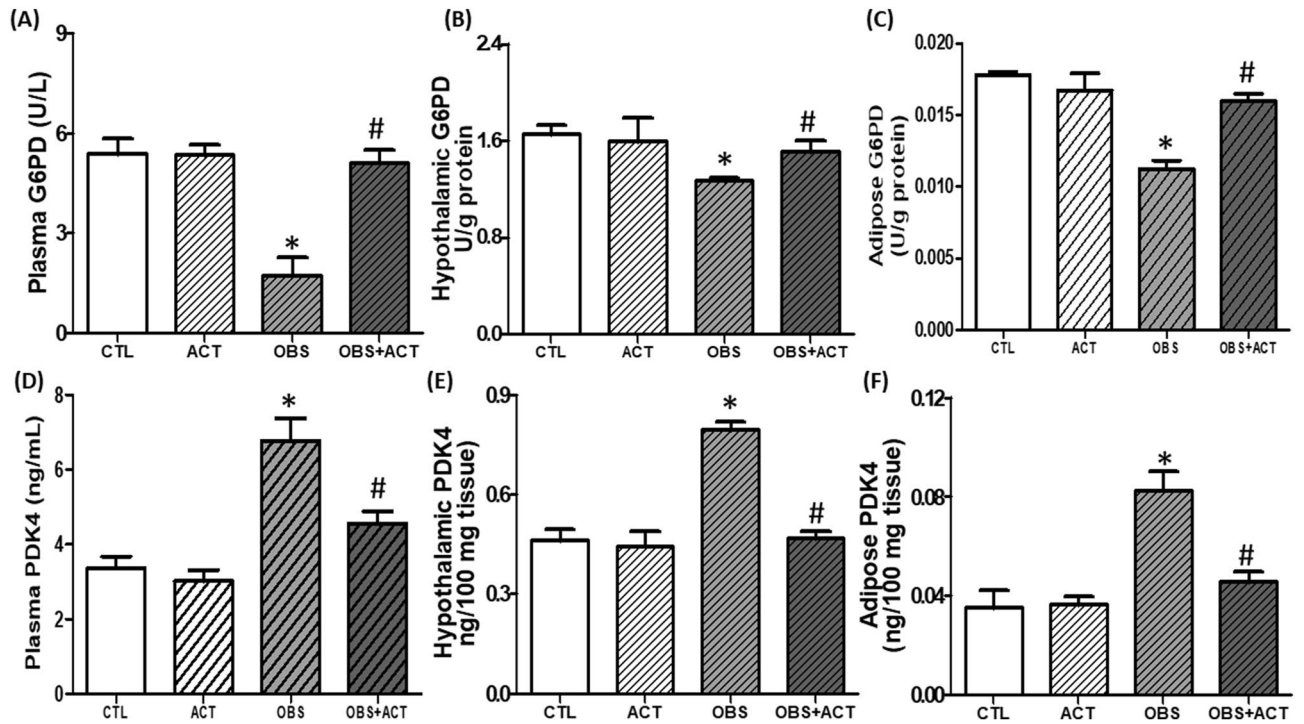 (A)
Plasma G6PD (U/L)
9
6
3
0
*
#
CTL ACT OBS OBS+ACT
(B)
Hypothalamic G6PD
U/g protein
2.4
1.6
0.8
0.0
*
#
CTL ACT OBS OBS+ACT
(C)
Adipose G6PD
(U/g protein)
0.020
0.015
0.010
0.005
0.000
*
#
CTL ACT OBS OBS+ACT
(D)
Plasma PDK4 (ng/mL)
8
6
4
2
0
*
#
CTL ACT OBS OBS+ACT
(E)
Hypothalamic PDK4
ng/100 mg tissue)
0.9
0.6
0.3
0.0
*
#
CTL ACT OBS OBS+ACT
(F)
Adipose PDK4
(ng/100 mg tissue)
0.12
0.08
0.04
0.00
*
#
CTL ACT OBS OBS+ACT